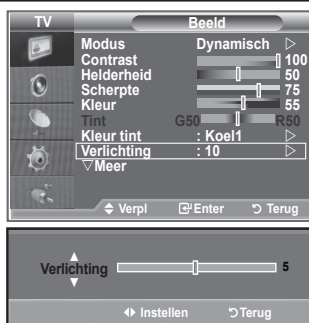 TV Beeld
Modus Dynamisch ▷
Contrast 100
Helderheid 50
Scherpte 75
Kleur 55
Tint G50 R50
Kleur tint : Koel1 ▷
Verlichting : 10 ▷
▽Meer
Verpl Enter Terug
Verlichting 5
Instellen Terug